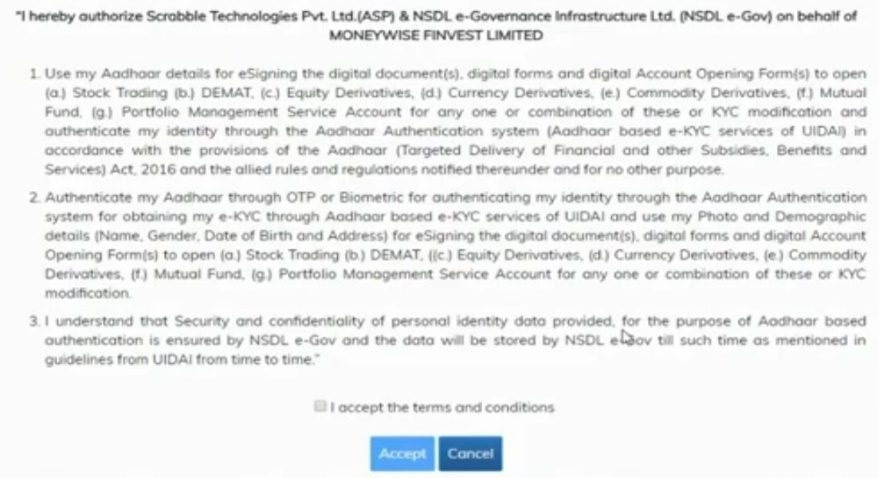 "I hereby authorize Scrabble Technologies Pvt. Ltd.(ASP) & NSDL e-Governance Infrastructure Ltd. (NSDL e-Gov) on behalf of
MONEYWISE FINVEST LIMITED
1. Use my Aadhaar details for eSigning the digital document(s), digital forms and digital Account Opening Form(s) to open
(a.) Stock Trading (b.) DEMAT, (c.) Equity Derivatives, (d.) Currency Derivatives, (e.) Commodity Derivatives, (f.) Mutual
Fund, (g.) Portfolio Management Service Account for any one or combination of these or KYC modification and
authenticate my identity through the Aadhaar Authentication system (Aadhaar based e-KYC services of UIDAI) in
accordance with the provisions of the Aadhaar (Targeted Delivery of Financial and other Subsidies, Benefits and
Services) Act, 2016 and the allied rules and regulations notified thereunder and for no other purpose.
2. Authenticate my Aadhaar through OTP or Biometric for authenticating my identity through the Aadhaar Authentication
system for obtaining my e-KYC through Aadhaar based e-KYC services of UIDAI and use my Photo and Demographic
details (Name, Gender, Date of Birth and Address) for eSigning the digital document(s), digital forms and digital Account
Opening Form(s) to open (a.) Stock Trading (b.) DEMAT, ((c.) Equity Derivatives, (d.) Currency Derivatives, (e.) Commodity
Derivatives, (f.) Mutual Fund, (g.) Portfolio Management Service Account for any one or combination of these or KYC
modification.
3. I understand that Security and confidentiality of personal identity data provided, for the purpose of Aadhaar based
authentication is ensured by NSDL e-Gov and the data will be stored by NSDL e-Gov till such time as mentioned in
guidelines from UIDAI from time to time."
I accept the terms and conditions
Accept Cancel